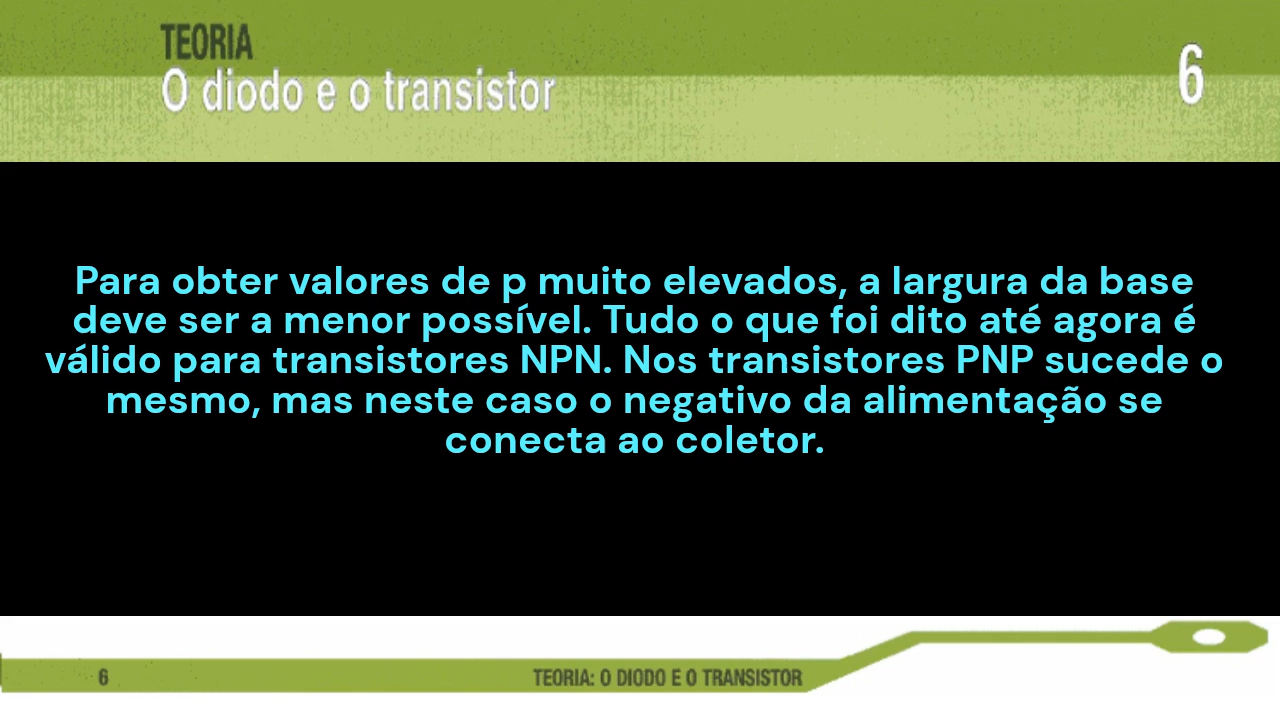 TEORIA
O diodo e o transistor
6
Para obter valores de p muito elevados, a largura da base
deve ser a menor possível. Tudo o que foi dito até agora é
válido para transistores NPN. Nos transistores PNP sucede o
mesmo, mas neste caso o negativo da alimentação se
conecta ao coletor.
6
TEORIA: O DIODO E O TRANSISTOR